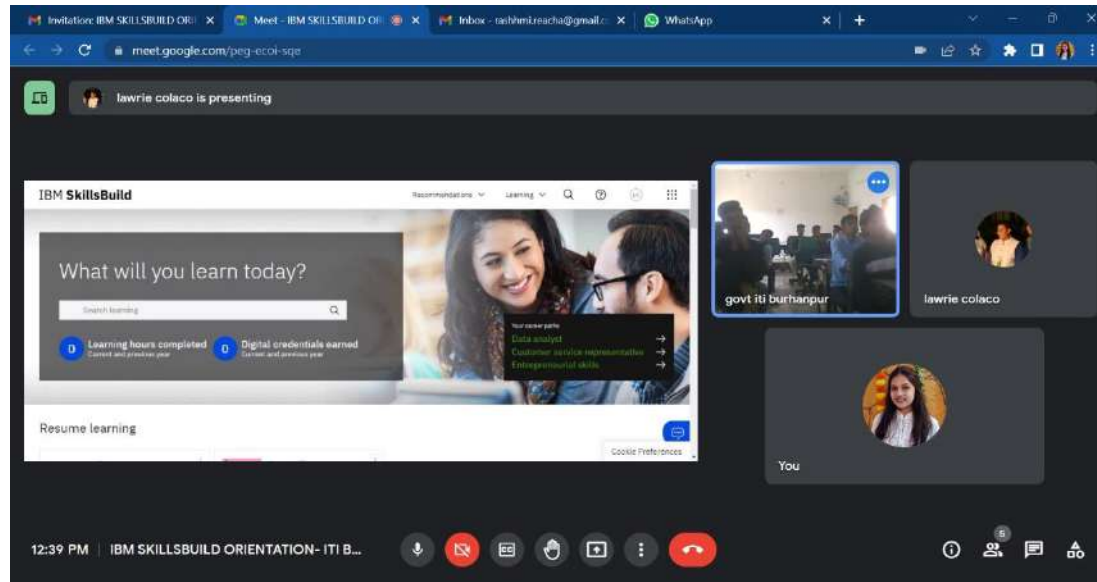 Invitation: IBM SKILLSBUILD ORI
Meet - IBM SKILLSBUILD OR
Inbox - tashhmi.reacha@gmail.c
WhatsApp
meet.google.com/peg-ecoi-sqe
lawrie colaco is presenting
IBM SkillsBuild
Recommendations
Learning
What will you learn today?
Search learning
0
Learning hours completed
Current and previous year
0
Digital credentials earned
Current and previous year
Your career paths
Data analyst
Customer service representative
Entrepreneurial skills
Resume learning
Cookie Preferences
govt iti burhanpur
lawrie colaco
You
12:39 PM | IBM SKILLSBUILD ORIENTATION- ITI B...
5